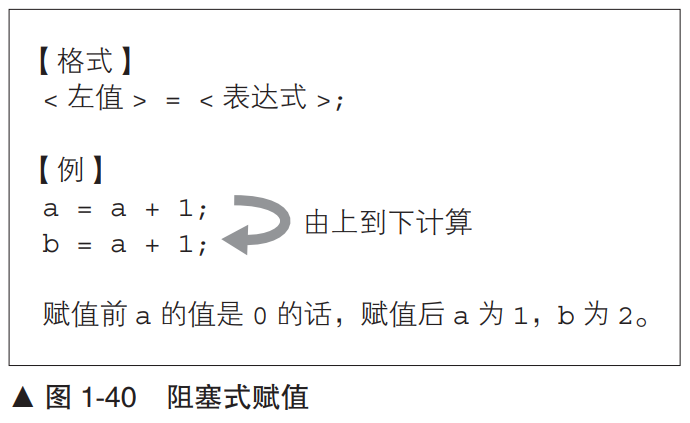 【格式】
<左值> = <表达式>;
【例】
a = a + 1;
b = a + 1;
由上到下计算
赋值前 a 的值是 0 的话，赋值后 a 为 1，b 为 2。
▲ 图 1-40 阻塞式赋值